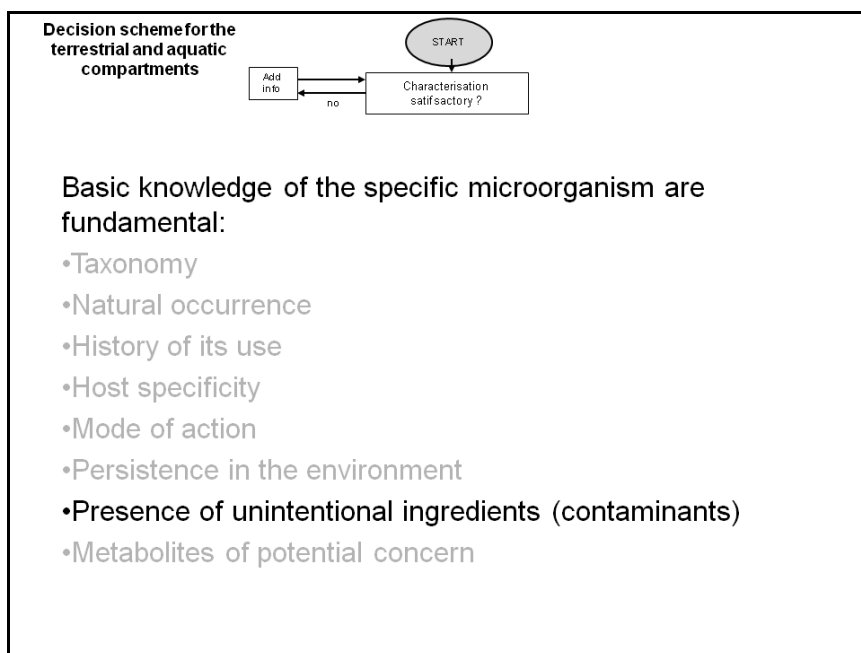 Decision scheme for the
terrestrial and aquatic
compartments
START
Add
info
no
Characterisation
satifsactory ?
Basic knowledge of the specific microorganism are
fundamental:
•Taxonomy
•Natural occurrence
•History of its use
•Host specificity
•Mode of action
•Persistence in the environment
•Presence of unintentional ingredients (contaminants)
•Metabolites of potential concern